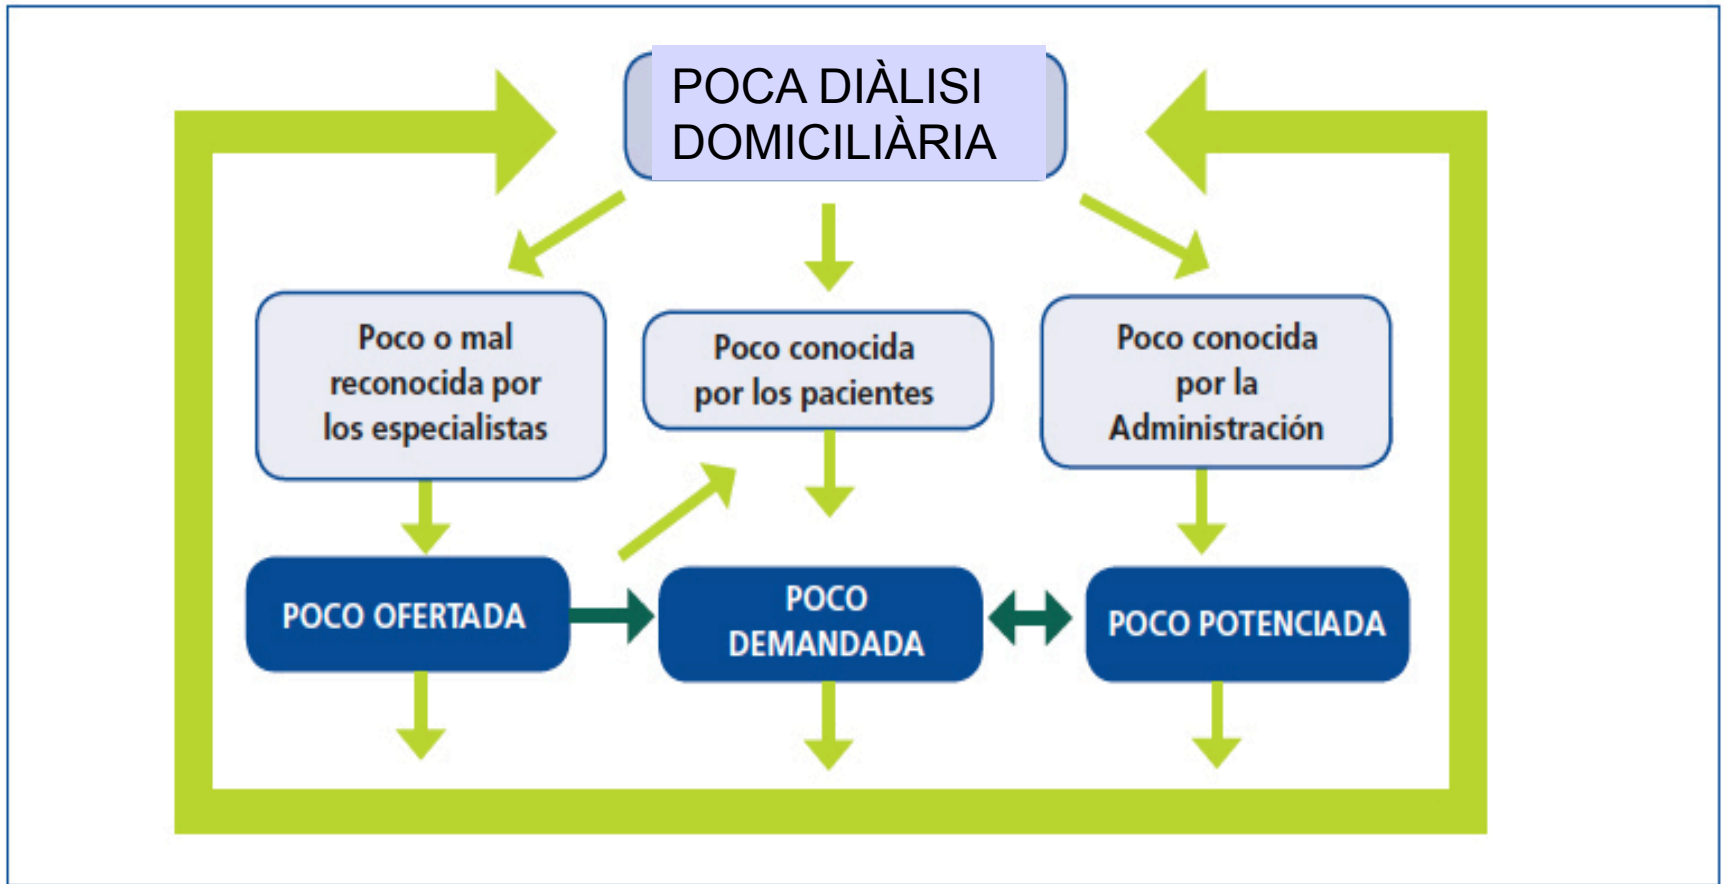 POCA DIÀLISI
DOMICILIÀRIA
Poco o mal
reconocida por
los especialistas
Poco conocida
por los pacientes
Poco conocida
por la
Administración
POCO OFERTADA
POCO
DEMANDADA
POCO POTENCIADA